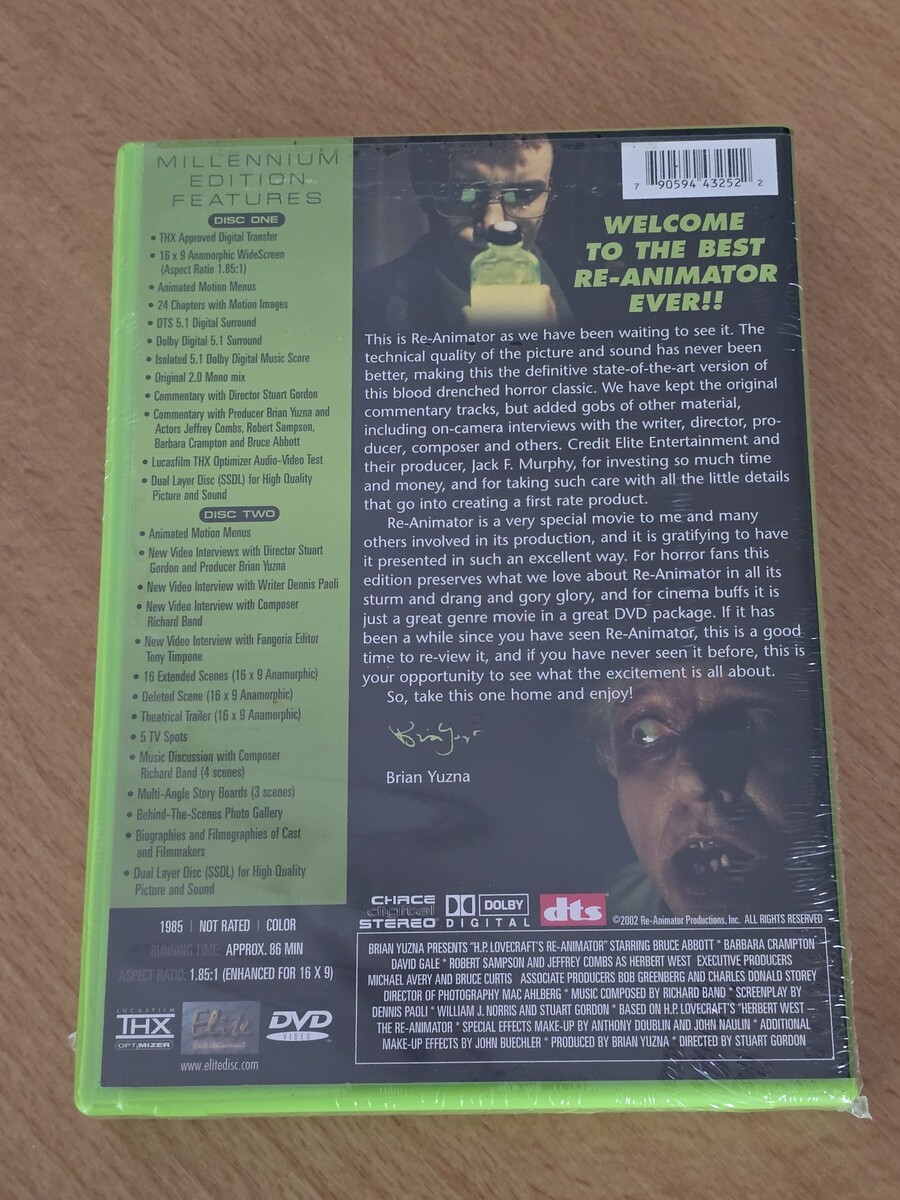 MILLENNIUM
EDITION
FEATURES
DISC ONE
• THX Approved Digital Transfer
• 16 x 9 Anamorphic WideScreen
(Aspect Ratio 1.85:1)
• Animated Motion Menus
• 24 Chapters with Motion Images
• DTS 5.1 Digital Surround
• Dolby Digital 5.1 Surround
• Isolated 5.1 Dolby Digital Music Score
• Original 2.0 Mono mix
• Commentary with Director Stuart Gordon
• Commentary with Producer Brian Yuzna and
Actors Jeffrey Combs, Robert Sampson,
Barbara Crampton and Bruce Abbott
• Lucasfilm THX Optimizer Audio-Video Test
• Dual Layer Disc (SSDL) for High Quality
Picture and Sound
DISC TWO
• Animated Motion Menus
• New Video Interviews with Director Stuart
Gordon and Producer Brian Yuzna
• New Video Interview with Writer Dennis Paoli
• New Video Interview with Composer
Richard Band
• New Video Interview with Fangoria Editor
Tony Timpone
• 16 Extended Scenes (16 x 9 Anamorphic)
• Deleted Scene (16 x 9 Anamorphic)
• Theatrical Trailer (16 x 9 Anamorphic)
• 5 TV Spots
• Music Discussion with Composer
Richard Band (4 scenes)
• Multi-Angle Story Boards (3 scenes)
• Behind-The-Scenes Photo Gallery
• Biographies and Filmographies of Cast
and Filmmakers
• Dual Layer Disc (SSDL) for High Quality
Picture and Sound
1985 | NOT RATED | COLOR
RUNNING TIME: APPROX. 86 MIN
ASPECT RATIO: 1.85:1 (ENHANCED FOR 16 X 9)
LUCASFILM
THX
OPTIMIZER
Elite
Entertainment
DVD
VIDEO
www.elitedisc.com
7 90594 43252 2
WELCOME
TO THE BEST
RE-ANIMATOR
EVER!!
This is Re-Animator as we have been waiting to see it. The
technical quality of the picture and sound has never been
better, making this the definitive state-of-the-art version of
this blood drenched horror classic. We have kept the original
commentary tracks, but added gobs of other material,
including on-camera interviews with the writer, director, pro-
ducer, composer and others. Credit Elite Entertainment and
their producer, Jack F. Murphy, for investing so much time
and money, and for taking such care with all the little details
that go into creating a first rate product.
Re-Animator is a very special movie to me and many
others involved in its production, and it is gratifying to have
it presented in such an excellent way. For horror fans this
edition preserves what we love about Re-Animator in all its
sturm and drang and gory glory, and for cinema buffs it is
just a great genre movie in a great DVD package. If it has
been a while since you have seen Re-Animator, this is a good
time to re-view it, and if you have never seen it before, this is
your opportunity to see what the excitement is all about.
So, take this one home and enjoy!
Brian Yuzna
CHACE
digital
STEREO
DOLBY
DIGITAL
dts
©2002 Re-Animator Productions, Inc. ALL RIGHTS RESERVED
BRIAN YUZNA PRESENTS "H.P. LOVECRAFT'S RE-ANIMATOR" STARRING BRUCE ABBOTT * BARBARA CRAMPTON
DAVID GALE * ROBERT SAMPSON AND JEFFREY COMBS AS HERBERT WEST EXECUTIVE PRODUCERS
MICHAEL AVERY AND BRUCE CURTIS ASSOCIATE PRODUCERS BOB GREENBERG AND CHARLES DONALD STOREY
DIRECTOR OF PHOTOGRAPHY MAC AHLBERG * MUSIC COMPOSED BY RICHARD BAND * SCREENPLAY BY
DENNIS PAOLI * WILLIAM J. NORRIS AND STUART GORDON * BASED ON H.P. LOVECRAFT'S "HERBERT WEST
THE RE-ANIMATOR * SPECIAL EFFECTS MAKE-UP BY ANTHONY DOUBLIN AND JOHN NAULIN * ADDITIONAL
MAKE-UP EFFECTS BY JOHN BUECHLER * PRODUCED BY BRIAN YUZNA * DIRECTED BY STUART GORDON